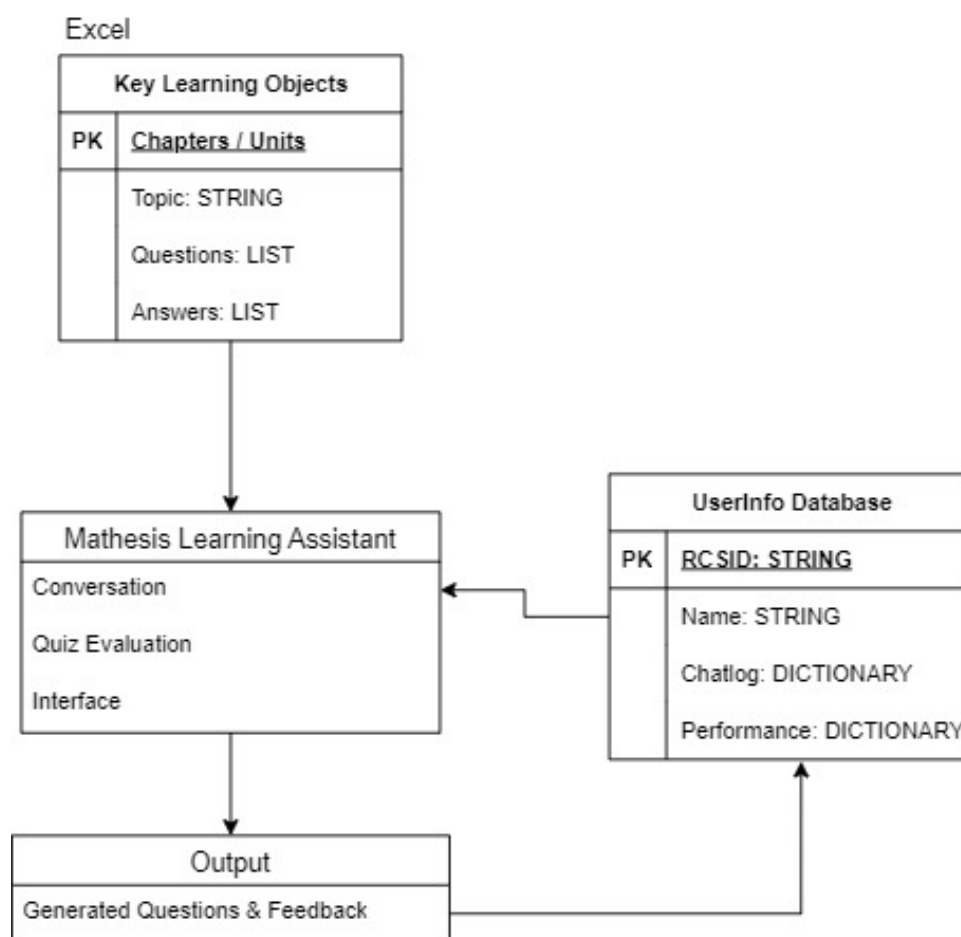 Excel
Key Learning Objects
PK Chapters / Units
Topic: STRING
Questions: LIST
Answers: LIST
Mathesis Learning Assistant
Conversation
Quiz Evaluation
Interface
UserInfo Database
PK RCSID: STRING
Name: STRING
Chatlog: DICTIONARY
Performance: DICTIONARY
Output
Generated Questions & Feedback